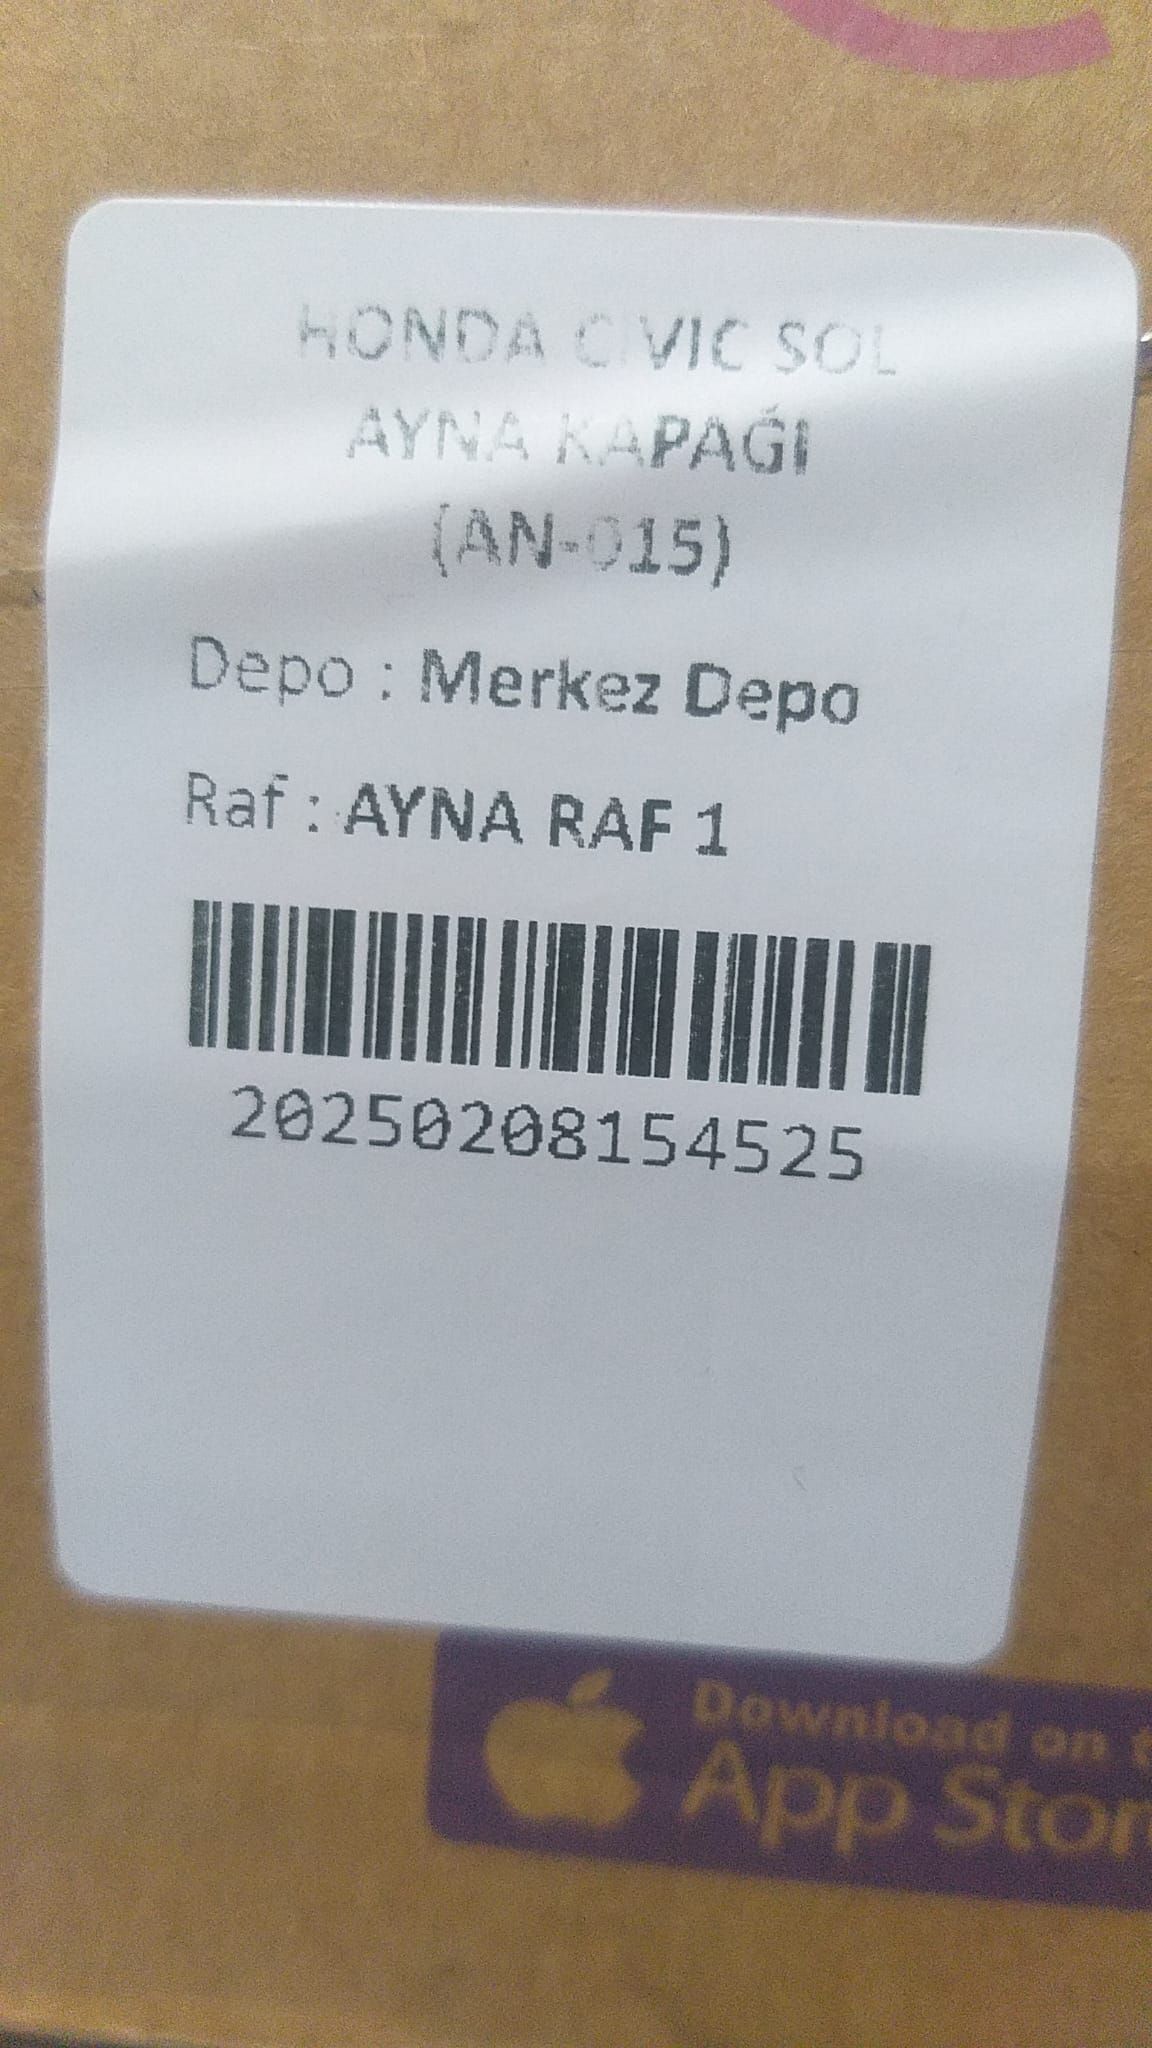 HONDA CIVIC SOL
AYNA KAPAĞI
(AN-015)
Depo : Merkez Depo
Raf : AYNA RAF 1
20250208154525
Download on
App Stor